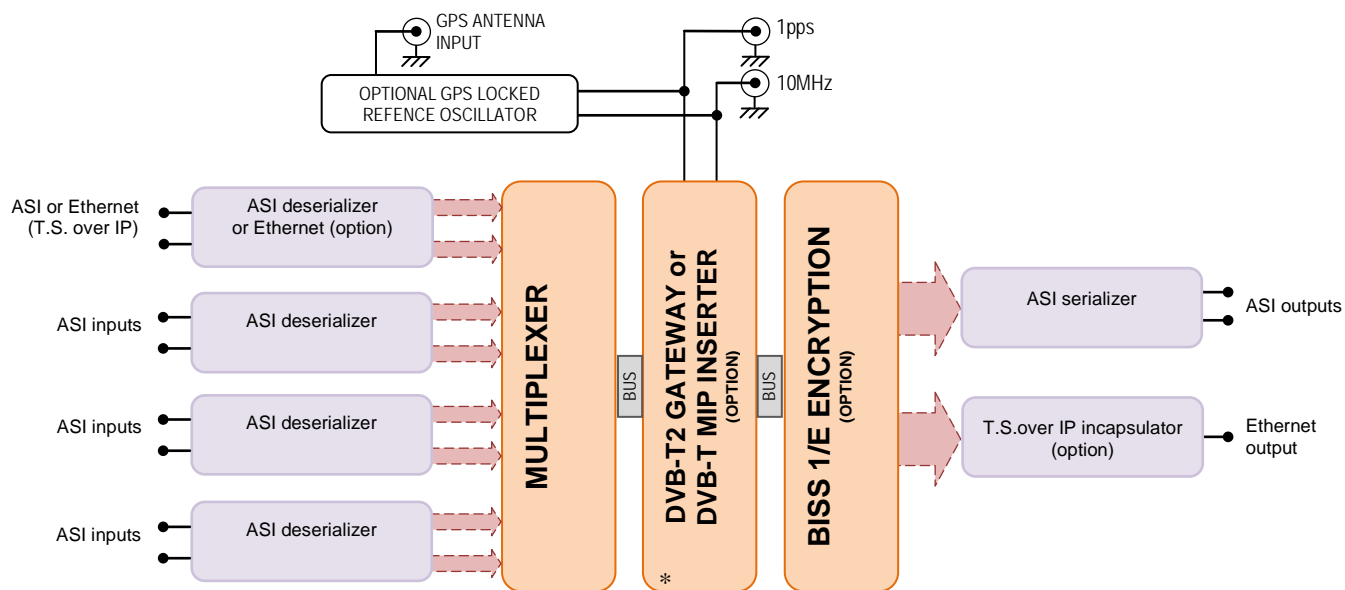 GPS ANTENNA
INPUT
1pps
10MHz
OPTIONAL GPS LOCKED
REFENCE OSCILLATOR
ASI or Ethernet
(T.S. over IP)
ASI deserializer
or Ethernet (option)
ASI inputs
ASI deserializer
ASI inputs
ASI deserializer
ASI inputs
ASI deserializer
MULTIPLEXER
BUS
DVB-T2 GATEWAY or
DVB-T MIP INSERTER
(OPTION)
*
BUS
BISS 1/E ENCRYPTION
(OPTION)
ASI serializer
ASI outputs
T.S.over IP incapsulator
(option)
Ethernet
output